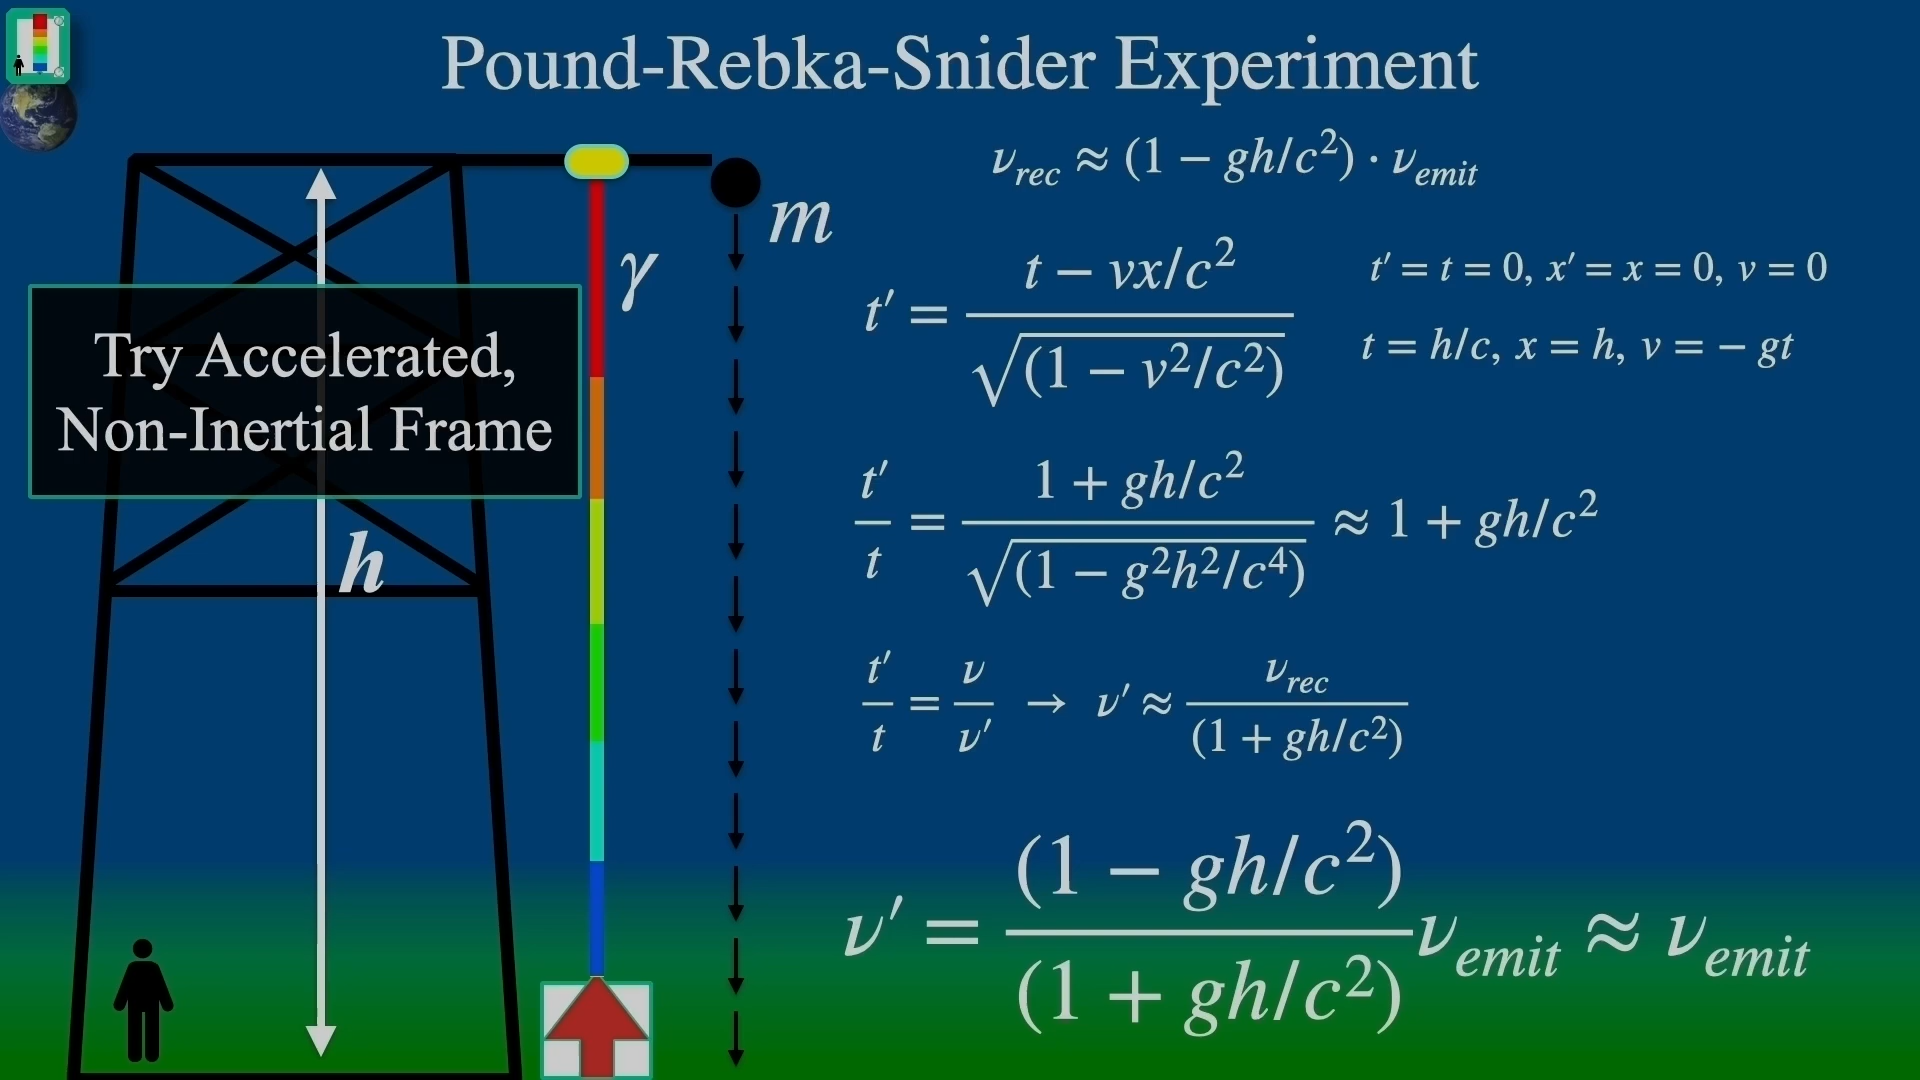 Pound-Rebka-Snider Experiment
ν_rec ≈ (1 − gh/c²) · ν_emit
m
γ
t′ = (t − vx/c²) / √(1 − v²/c²)
t′ = t = 0, x′ = x = 0, v = 0
t = h/c, x = h, v = − gt
Try Accelerated,
Non-Inertial Frame
t′/t = (1 + gh/c²) / √(1 − g²h²/c⁴) ≈ 1 + gh/c²
h
t′/t = ν/ν′ → ν′ ≈ ν_rec / (1 + gh/c²)
ν′ = (1 − gh/c²) / (1 + gh/c²) ν_emit ≈ ν_emit